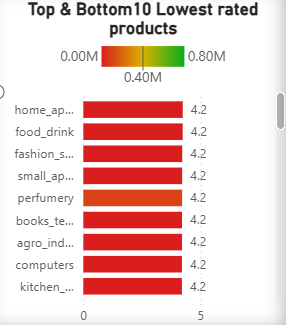 Top & Bottom10 Lowest rated
products
0.00M 0.80M
0.40M
home_ap... 4.2
food_drink 4.2
fashion_s... 4.2
small_ap... 4.2
perfumery 4.2
books_te... 4.2
agro_ind... 4.2
computers 4.2
kitchen_... 4.2
0 5